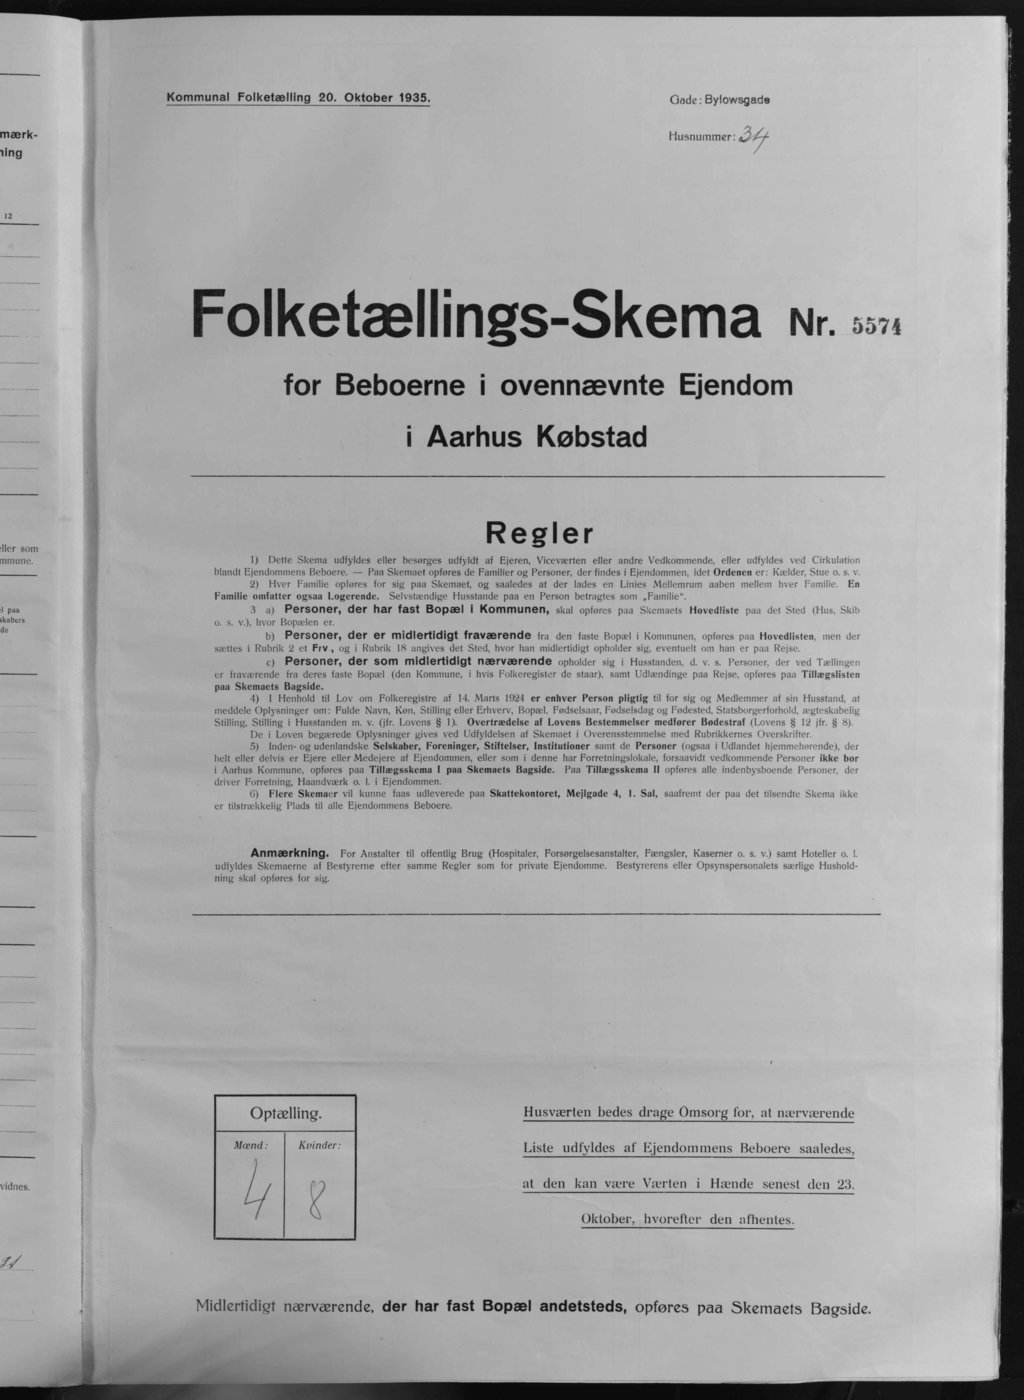 mærk-
ning
12
eller som
mmune.
l paa
skabers
de
vidnes.
Kommunal Folketælling 20. Oktober 1935.
Gade: Bylowsgade
Husnummer: 34
Folketællings-Skema Nr. 5574
for Beboerne i ovennævnte Ejendom
i Aarhus Købstad
Regler
1) Dette Skema udfyldes eller besørges udfyldt af Ejeren, Viceværten eller andre Vedkommende, eller udfyldes ved Cirkulation
blandt Ejendommens Beboere. — Paa Skemaet opføres de Familier og Personer, der findes i Ejendommen, idet Ordenen er: Kælder, Stue o. s. v.
2) Hver Familie opføres for sig paa Skemaet, og saaledes at der lades en Linies Mellemrum aaben mellem hver Familie. En
Familie omfatter ogsaa Logerende. Selvstændige Husstande paa en Person betragtes som „Familie“.
3 a) Personer, der har fast Bopæl i Kommunen, skal opføres paa Skemaets Hovedliste paa det Sted (Hus, Skib
o. s. v.), hvor Bopælen er.
b) Personer, der er midlertidigt fraværende fra den faste Bopæl i Kommunen, opføres paa Hovedlisten, men der
sættes i Rubrik 2 et Frv, og i Rubrik 18 angives det Sted, hvor han midlertidigt opholder sig, eventuelt om han er paa Rejse.
c) Personer, der som midlertidigt nærværende opholder sig i Husstanden, d. v. s. Personer, der ved Tællingen
er fraværende fra deres faste Bopæl (den Kommune, i hvis Folkeregister de staar), samt Udlændinge paa Rejse, opføres paa Tillægslisten
paa Skemaets Bagside.
4) I Henhold til Lov om Folkeregistre af 14. Marts 1924 er enhver Person pligtig til for sig og Medlemmer af sin Husstand, at
meddele Oplysninger om: Fulde Navn, Køn, Stilling eller Erhverv, Bopæl, Fødselsaar, Fødselsdag og Fødested, Statsborgerforhold, ægteskabelig
Stilling, Stilling i Husstanden m. v. (jfr. Lovens § 1). Overtrædelse af Lovens Bestemmelser medfører Bødestraf (Lovens § 12 jfr. § 8).
De i Loven begærede Oplysninger gives ved Udfyldelsen af Skemaet i Overensstemmelse med Rubrikkernes Overskrifter.
5) Inden- og udenlandske Selskaber, Foreninger, Stiftelser, Institutioner samt de Personer (ogsaa i Udlandet hjemmehørende), der
helt eller delvis er Ejere eller Medejere af Ejendommen, eller som i denne har Forretningslokale, forsaavidt vedkommende Personer ikke bor
i Aarhus Kommune, opføres paa Tillægsskema I paa Skemaets Bagside. Paa Tillægsskema II opføres alle indenbysboende Personer, der
driver Forretning, Haandværk o. l. i Ejendommen.
6) Flere Skemaer vil kunne faas udleverede paa Skattekontoret, Mejlgade 4, 1. Sal, saafremt der paa det tilsendte Skema ikke
er tilstrækkelig Plads til alle Ejendommens Beboere.
Anmærkning. For Anstalter til offentlig Brug (Hospitaler, Forsørgelsesanstalter, Fængsler, Kaserner o. s. v.) samt Hoteller o. l.
udfyldes Skemaerne af Bestyrerne efter samme Regler som for private Ejendomme. Bestyrerens eller Opsynspersonalets særlige Hushold-
ning skal opføres for sig.
Optælling.
Mænd: Kvinder:
4 8
Husværten bedes drage Omsorg for, at nærværende
Liste udfyldes af Ejendommens Beboere saaledes,
at den kan være Værten i Hænde senest den 23.
Oktober, hvorefter den afhentes.
Midlertidigt nærværende, der har fast Bopæl andetsteds, opføres paa Skemaets Bagside.